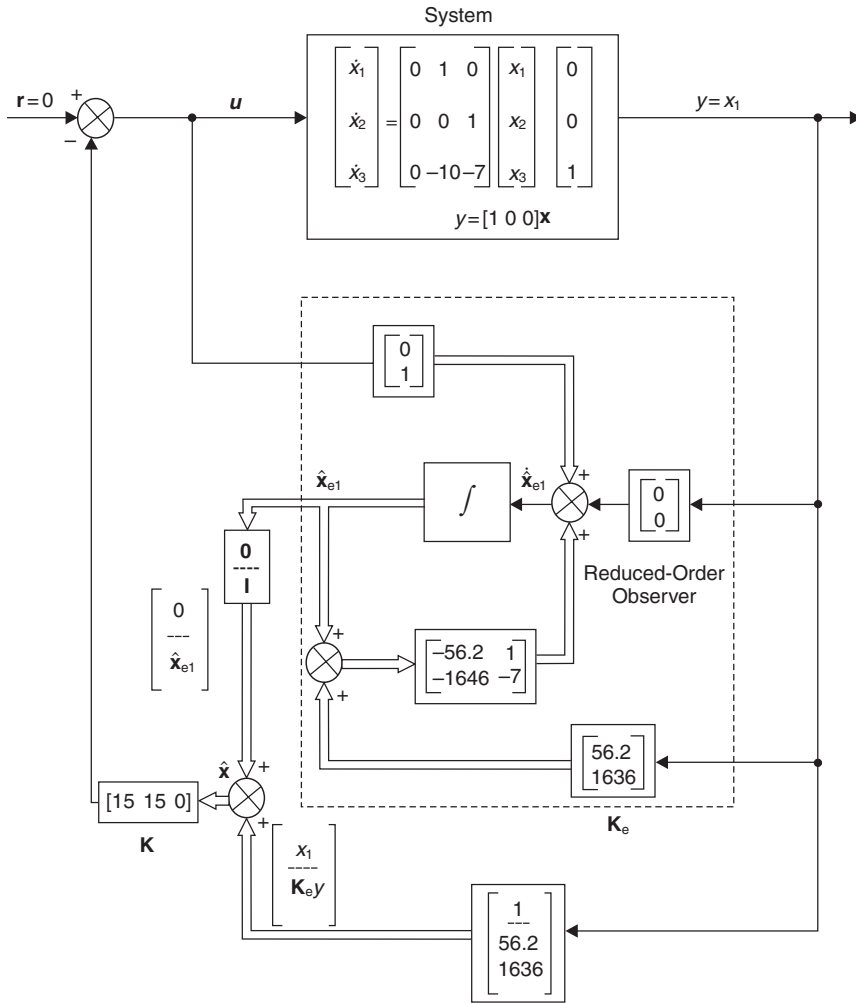 System
ẋ1 0 1 0 x1 0
r=0 + u ẋ2 = 0 0 1 x2 0 y=x1
−
ẋ3 0 −10 −7 x3 1
y=[1 0 0]x
0
1
x̂e1 ∫ x̂̇e1 + 0
0
+
0
----
I
Reduced-Order
Observer
0
---
x̂e1
+ −56.2 1
−1646 −7
+
56.2
1636
x̂ +
[15 15 0]
K + Ke
x1
----
Key
1
---
56.2
1636